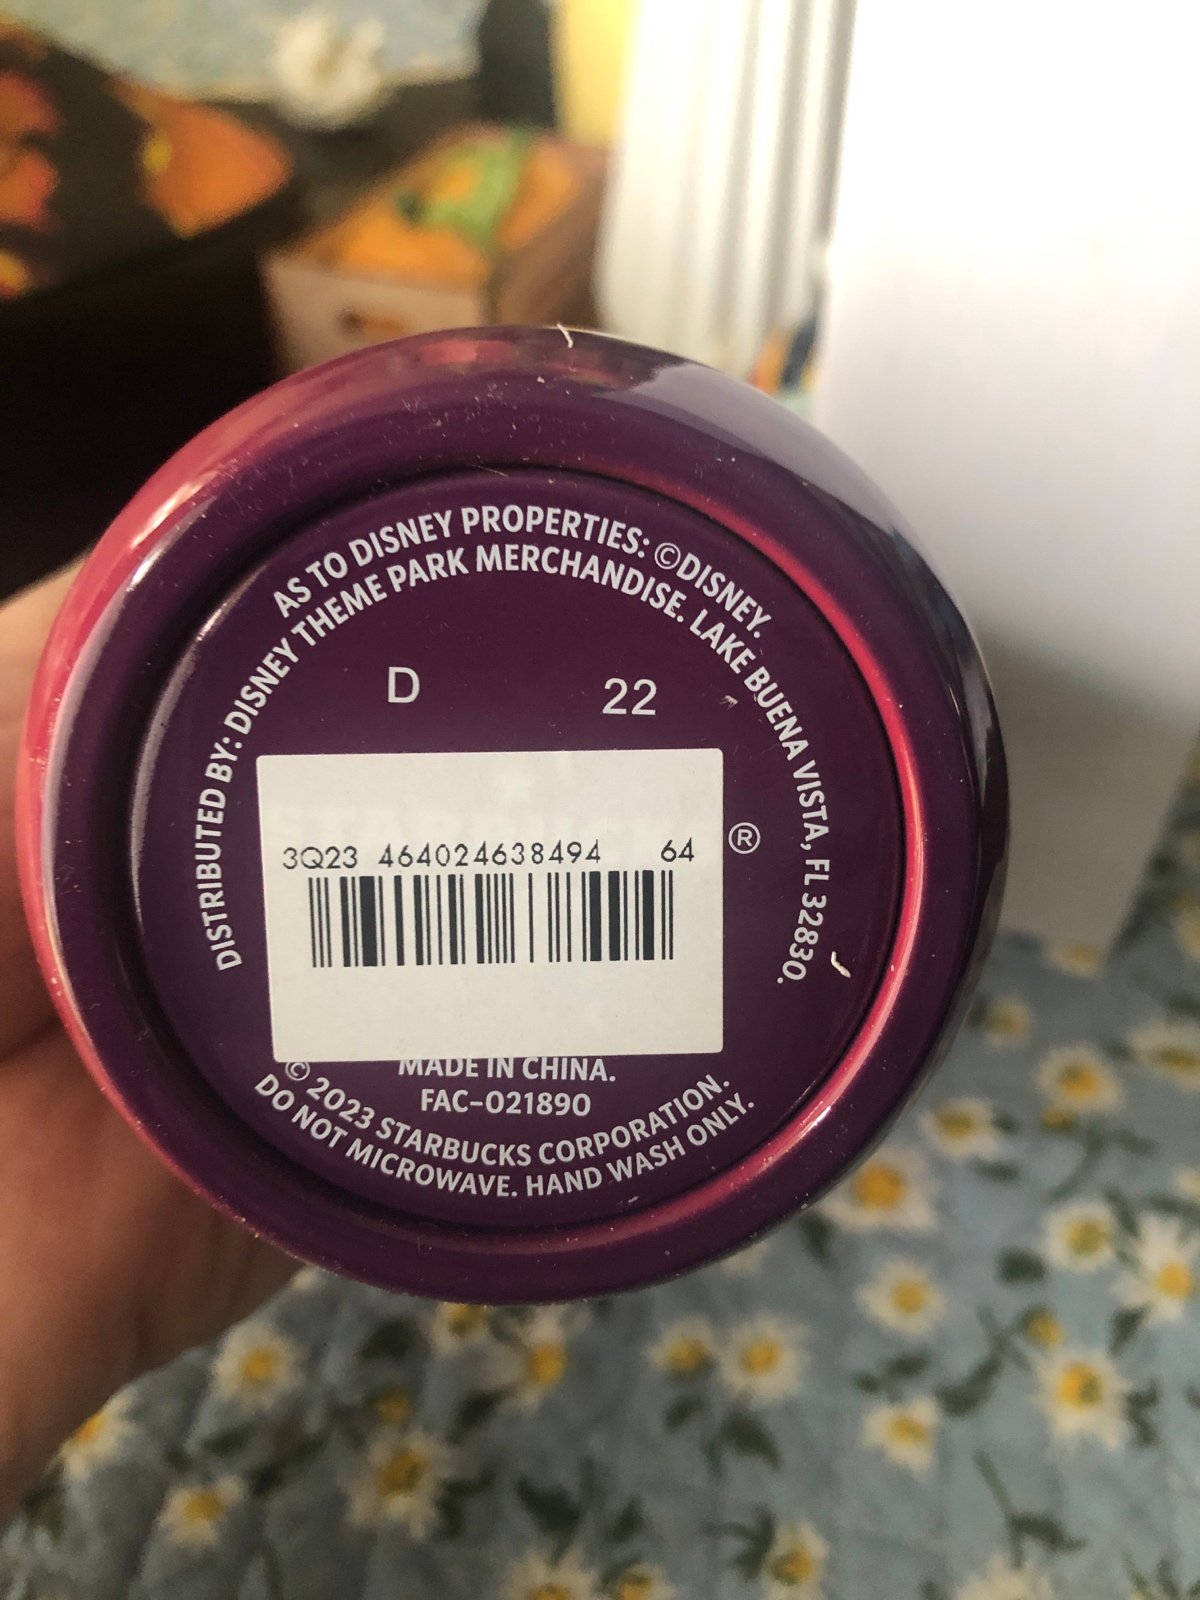 AS TO DISNEY PROPERTIES: ©DISNEY.
DISTRIBUTED BY: DISNEY THEME PARK MERCHANDISE. LAKE BUENA VISTA, FL 32830.
D 22
®
3Q23 464024638494 64
MADE IN CHINA.
FAC-021890
© 2023 STARBUCKS CORPORATION.
DO NOT MICROWAVE. HAND WASH ONLY.